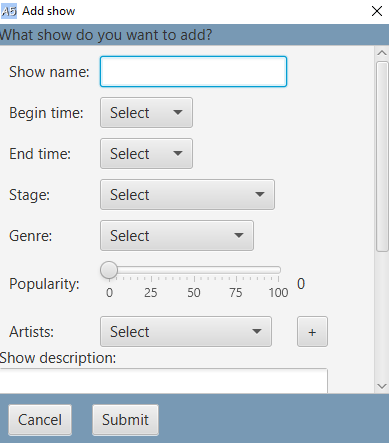 A5 Add show
What show do you want to add?
Show name:
Begin time: Select
End time: Select
Stage: Select
Genre: Select
Popularity: 0
0 25 50 75 100
Artists: Select +
Show description:
Cancel Submit